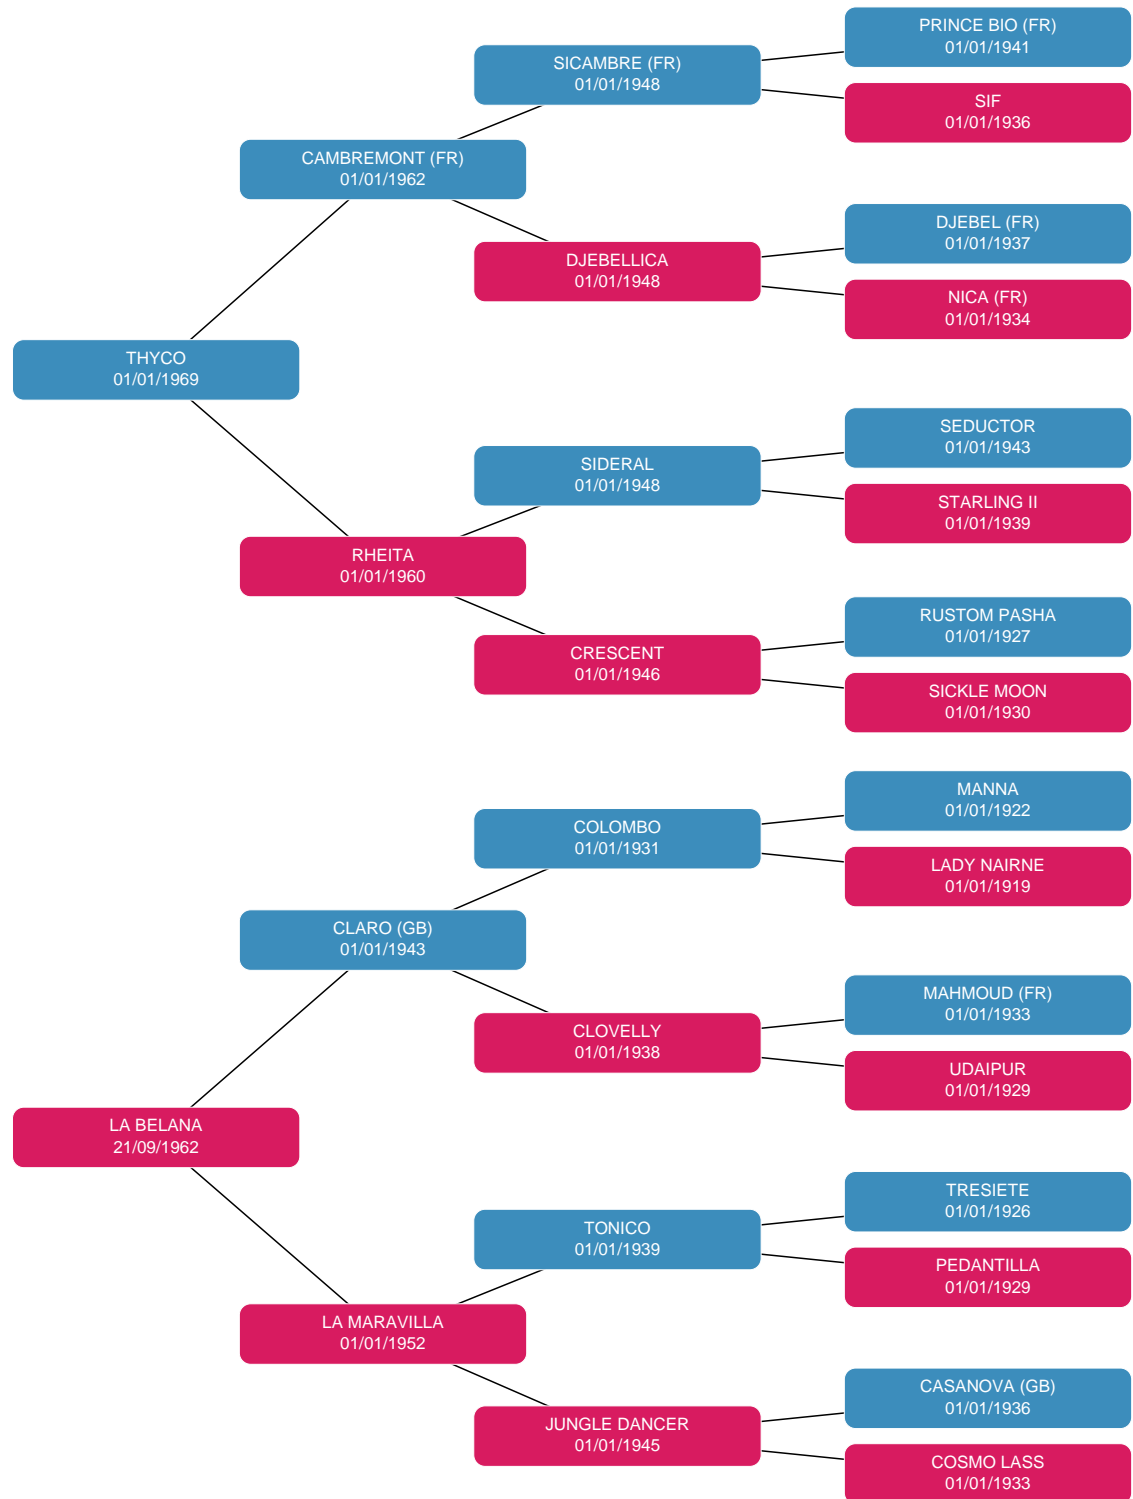 PRINCE BIO (FR)
01/01/1941
SICAMBRE (FR)
01/01/1948
SIF
01/01/1936
CAMBREMONT (FR)
01/01/1962
DJEBEL (FR)
01/01/1937
DJEBELLICA
01/01/1948
NICA (FR)
01/01/1934
THYCO
01/01/1969
SEDUCTOR
01/01/1943
SIDERAL
01/01/1948
STARLING II
01/01/1939
RHEITA
01/01/1960
RUSTOM PASHA
01/01/1927
CRESCENT
01/01/1946
SICKLE MOON
01/01/1930
MANNA
01/01/1922
COLOMBO
01/01/1931
LADY NAIRNE
01/01/1919
CLARO (GB)
01/01/1943
MAHMOUD (FR)
01/01/1933
CLOVELLY
01/01/1938
UDAIPUR
01/01/1929
LA BELANA
21/09/1962
TRESIETE
01/01/1926
TONICO
01/01/1939
PEDANTILLA
01/01/1929
LA MARAVILLA
01/01/1952
CASANOVA (GB)
01/01/1936
JUNGLE DANCER
01/01/1945
COSMO LASS
01/01/1933